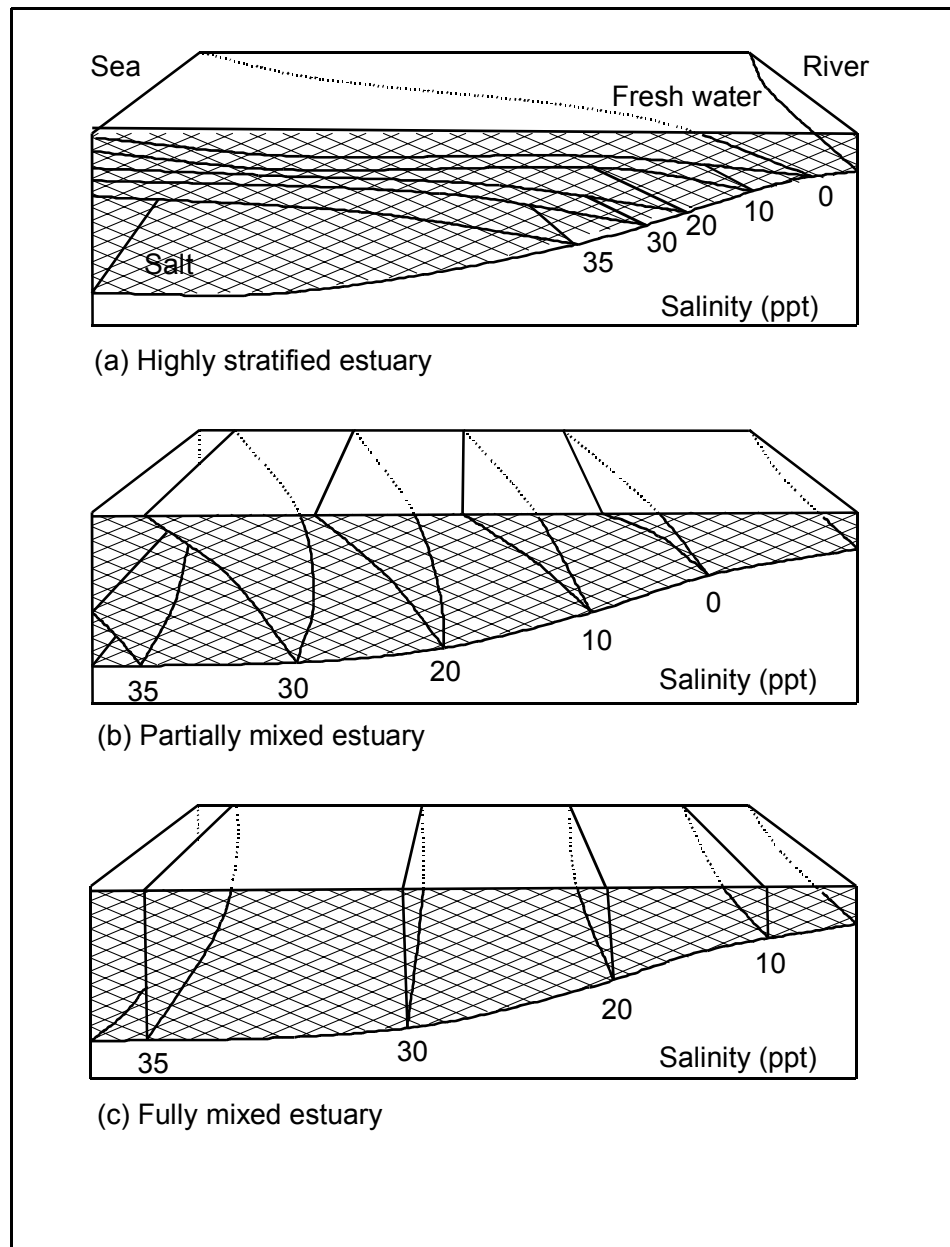 Sea
River
Fresh water
0
10
20
30
35
Salt
Salinity (ppt)
(a) Highly stratified estuary
0
10
20
30
35
Salinity (ppt)
(b) Partially mixed estuary
10
20
30
35
Salinity (ppt)
(c) Fully mixed estuary